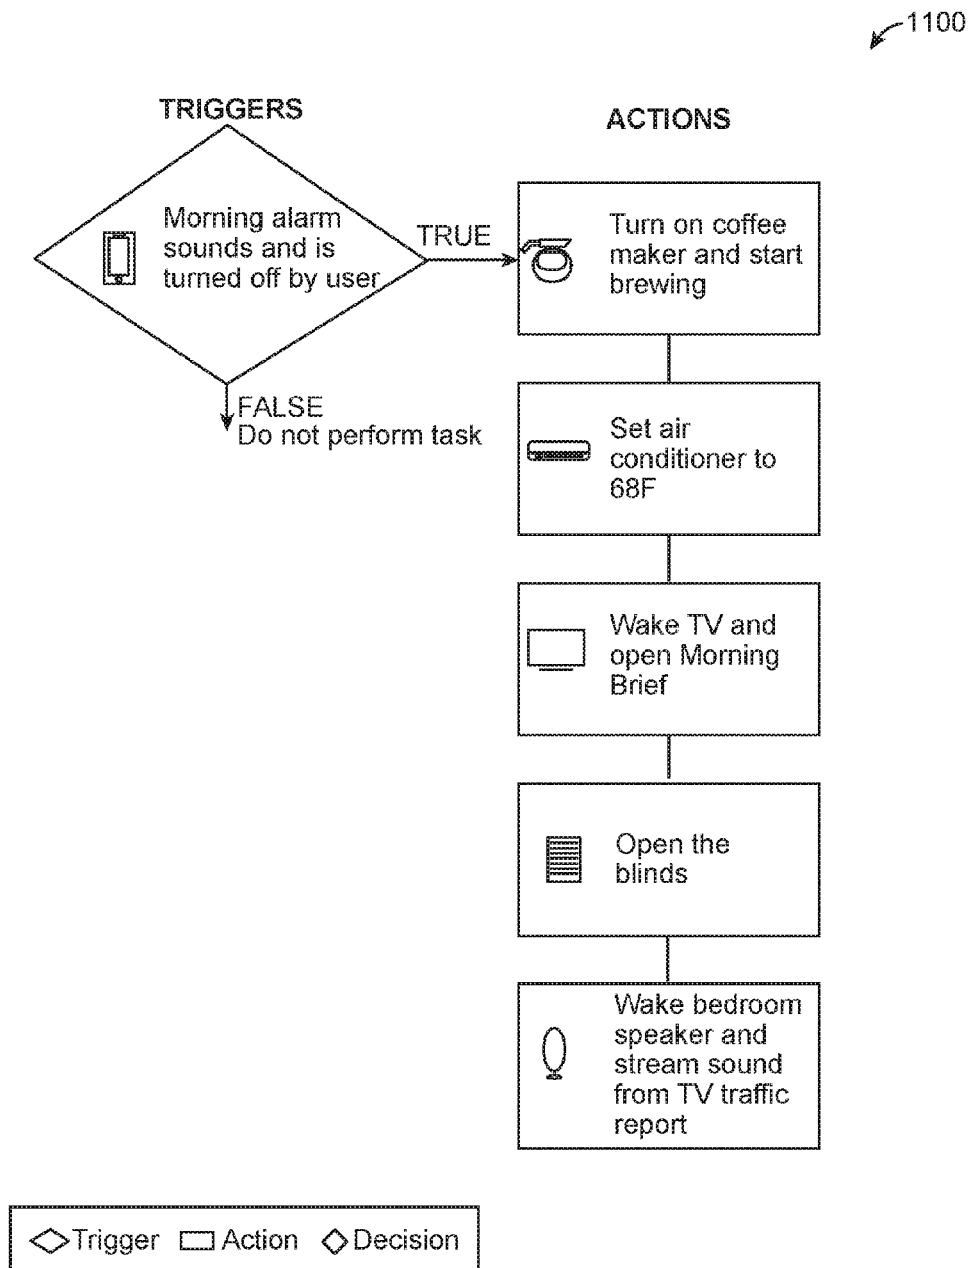 1100
TRIGGERS
Morning alarm
sounds and is
turned off by user
TRUE
FALSE
Do not perform task
ACTIONS
Turn on coffee
maker and start
brewing
Set air
conditioner to
68F
Wake TV and
open Morning
Brief
Open the
blinds
Wake bedroom
speaker and
stream sound
from TV traffic
report
Trigger Action Decision